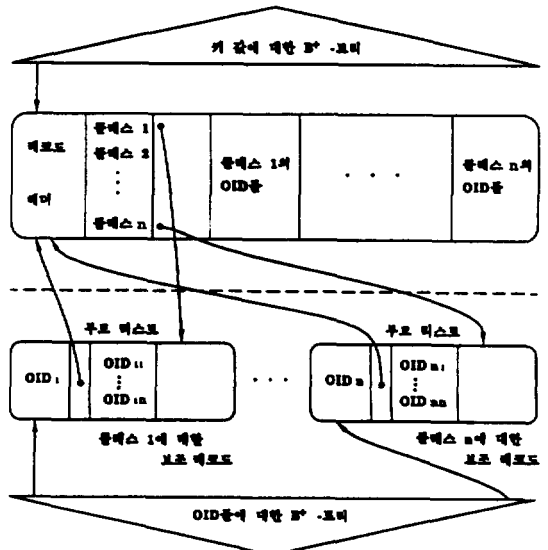 키 값에 대한 B⁺ -트리
레코드
헤더
클래스 1
클래스 2
클래스 n
클래스 1의
OID들
. . .
클래스 n의
OID들
부모 리스트
부모 리스트
OID₁
OID₁₁
OID₁ₙ
. . .
OIDₙ
OIDₙ₁
OIDₙₙ
클래스 1에 대한
보조 레코드
클래스 n에 대한
보조 레코드
OID들에 대한 B⁺ -트리